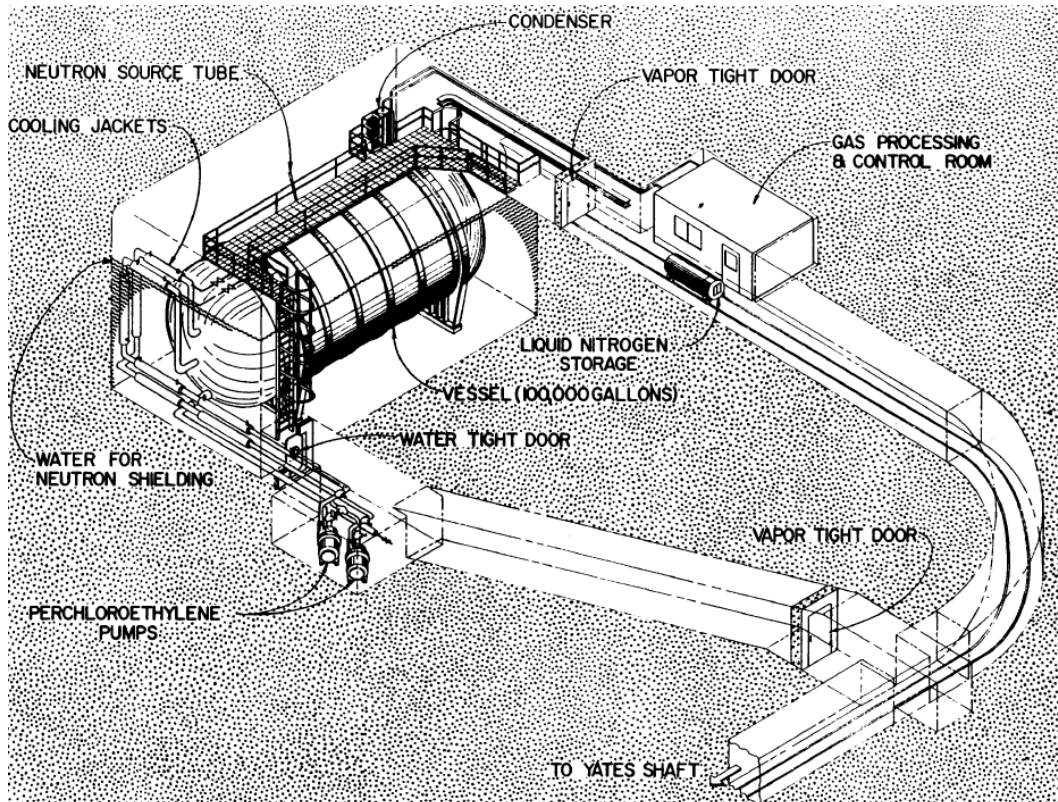 CONDENSER
NEUTRON SOURCE TUBE
VAPOR TIGHT DOOR
COOLING JACKETS
GAS PROCESSING
& CONTROL ROOM
LIQUID NITROGEN
STORAGE
VESSEL (100,000 GALLONS)
WATER TIGHT DOOR
WATER FOR
NEUTRON SHIELDING
VAPOR TIGHT DOOR
PERCHLOROETHYLENE
PUMPS
TO YATES SHAFT